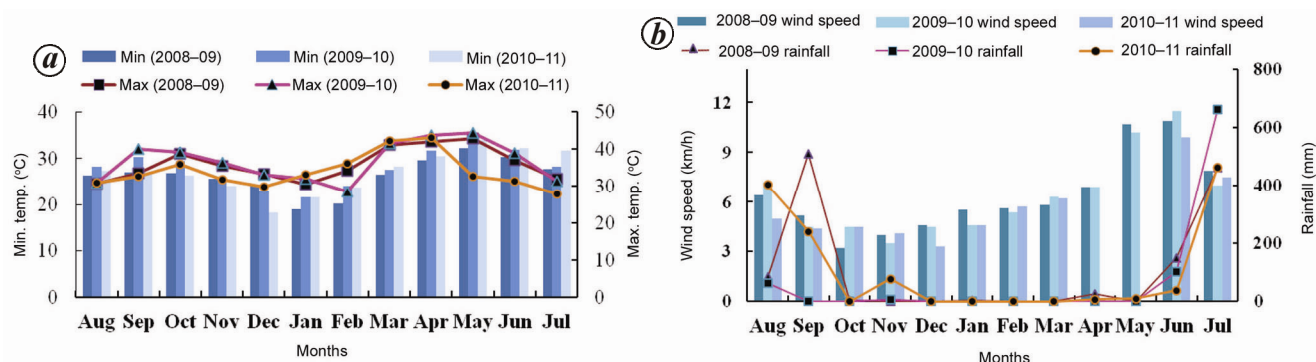 a
Min (2008–09) Min (2009–10) Min (2010–11)
Max (2008–09) Max (2009–10) Max (2010–11)
Min. temp. (°C)
40
30
20
10
0
Max. temp. (°C)
50
40
30
20
10
0
Aug Sep Oct Nov Dec Jan Feb Mar Apr May Jun Jul
Months
b
2008–09 wind speed 2009–10 wind speed 2010–11 wind speed
2008–09 rainfall 2009–10 rainfall 2010–11 rainfall
Wind speed (km/h)
12
9
6
3
0
Rainfall (mm)
800
600
400
200
0
Aug Sep Oct Nov Dec Jan Feb Mar Apr May Jun Jul
Months